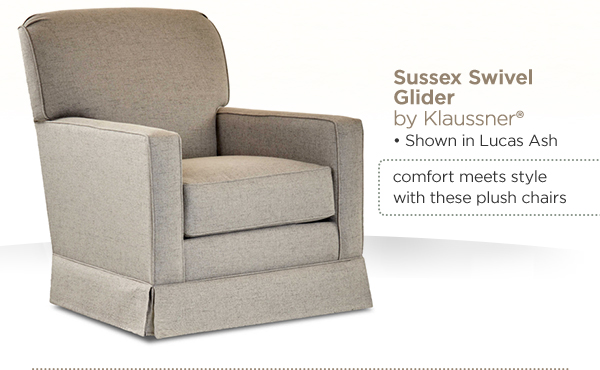 Sussex Swivel
Glider
by Klaussner®
• Shown in Lucas Ash
comfort meets style
with these plush chairs